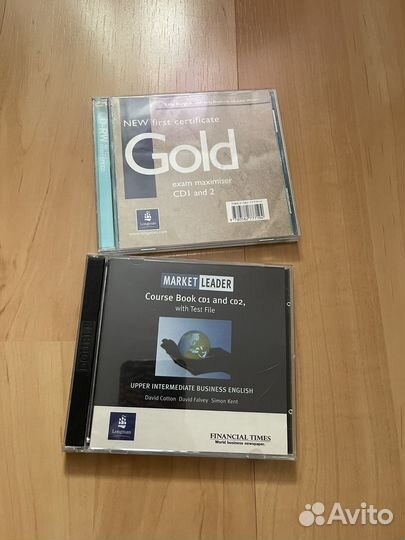 NEW first certificate
Gold
exam maximiser
CD1 and 2
Longman
MARKET LEADER
Course Book CD1 and CD2,
with Test File
UPPER INTERMEDIATE BUSINESS ENGLISH
David Cotton David Falvey Simon Kent
Longman
FINANCIAL TIMES
World business newspaper.
Avito